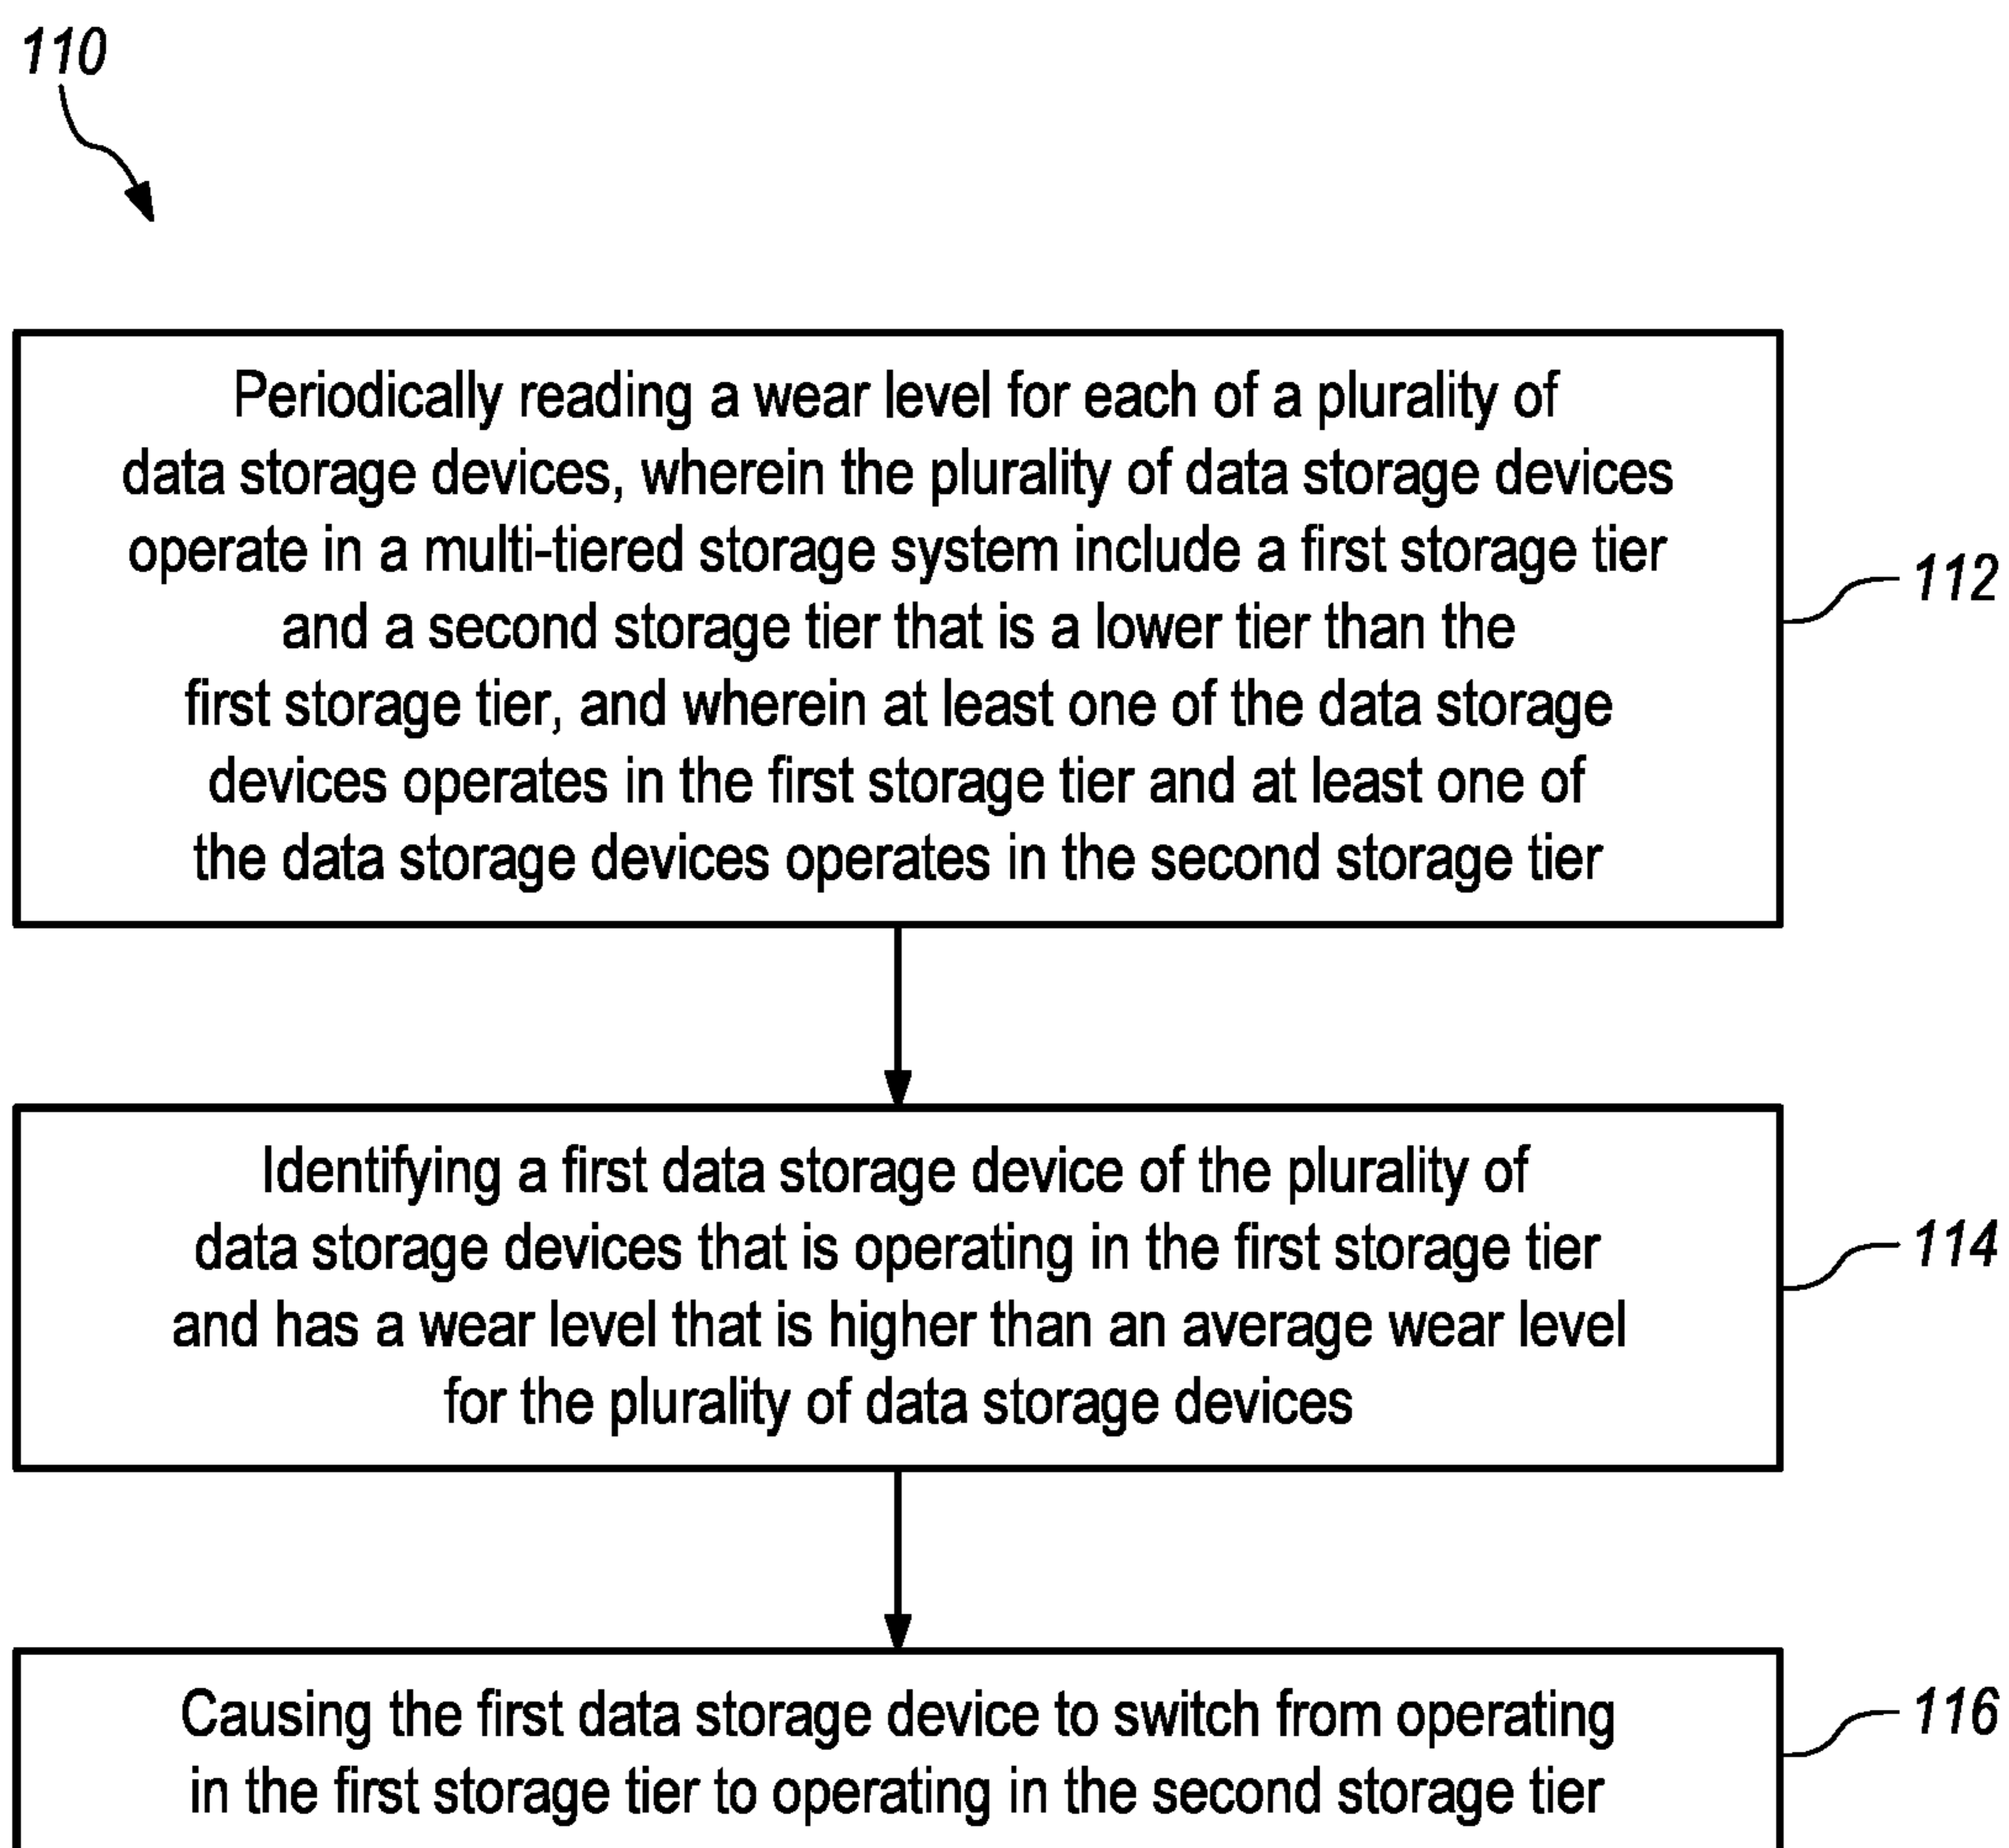 110
Periodically reading a wear level for each of a plurality of
data storage devices, wherein the plurality of data storage devices
operate in a multi-tiered storage system include a first storage tier
and a second storage tier that is a lower tier than the
first storage tier, and wherein at least one of the data storage
devices operates in the first storage tier and at least one of
the data storage devices operates in the second storage tier
112
Identifying a first data storage device of the plurality of
data storage devices that is operating in the first storage tier
and has a wear level that is higher than an average wear level
for the plurality of data storage devices
114
Causing the first data storage device to switch from operating
in the first storage tier to operating in the second storage tier
116